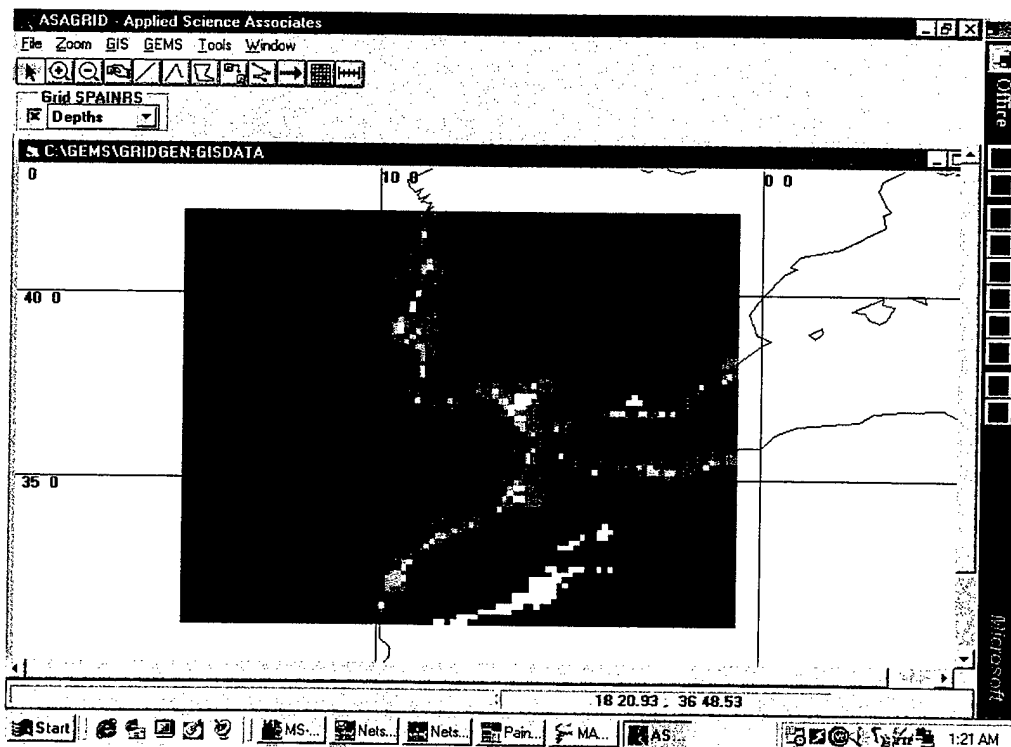 ASAGRID - Applied Science Associates
File Zoom GIS GEMS Tools Window
Grid SPAINRS
Depths
C:\GEMS\GRIDGEN:GISDATA
0 10 0 0 0
40 0
35 0
18 20.93 , 36 48.53
Start MS-... Nets... Nets... Pain... MA... AS... 1:21 AM
Office
Microsoft